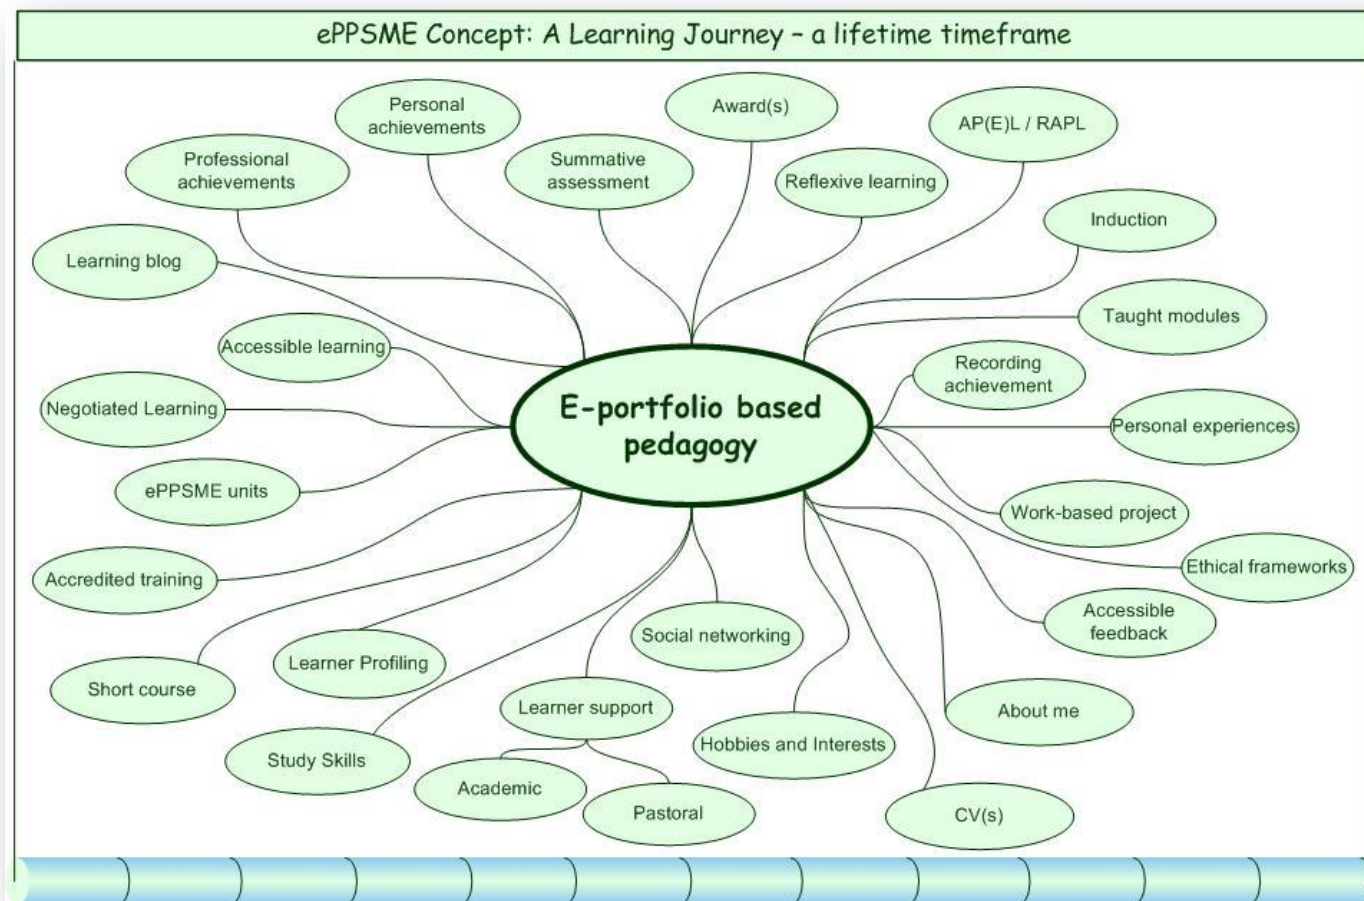 ePPSME Concept: A Learning Journey – a lifetime timeframe
Personal
achievements
Award(s)
AP(E)L / RAPL
Professional
achievements
Summative
assessment
Reflexive learning
Induction
Learning blog
Taught modules
Accessible learning
Recording
achievement
Negotiated Learning
E-portfolio based
pedagogy
Personal experiences
ePPSME units
Work-based project
Accredited training
Ethical frameworks
Accessible
feedback
Social networking
Learner Profiling
Short course
Learner support
About me
Hobbies and Interests
Study Skills
Academic
Pastoral
CV(s)